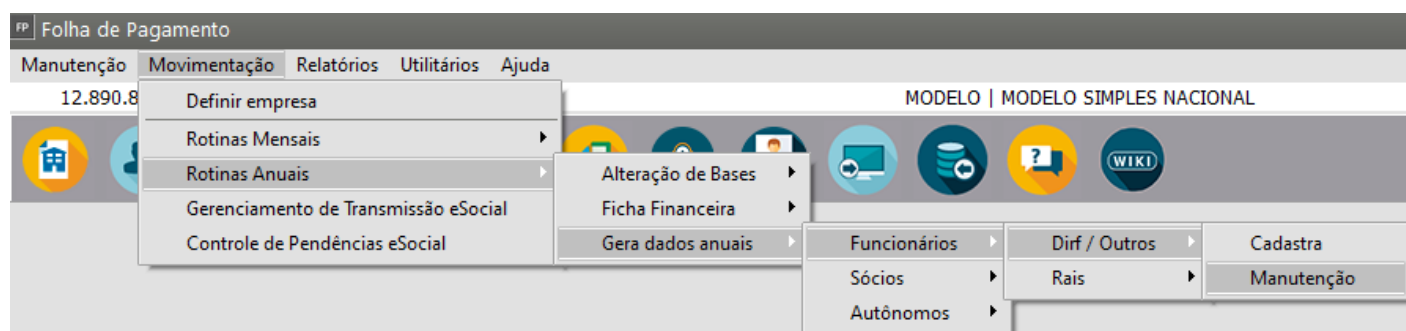 FP Folha de Pagamento
Manutenção Movimentação Relatórios Utilitários Ajuda
12.890.8 MODELO | MODELO SIMPLES NACIONAL
Definir empresa
Rotinas Mensais
Rotinas Anuais
Gerenciamento de Transmissão eSocial
Controle de Pendências eSocial
Alteração de Bases
Ficha Financeira
Gera dados anuais
Funcionários
Sócios
Autônomos
Dirf / Outros
Rais
Cadastra
Manutenção
?
WIKI